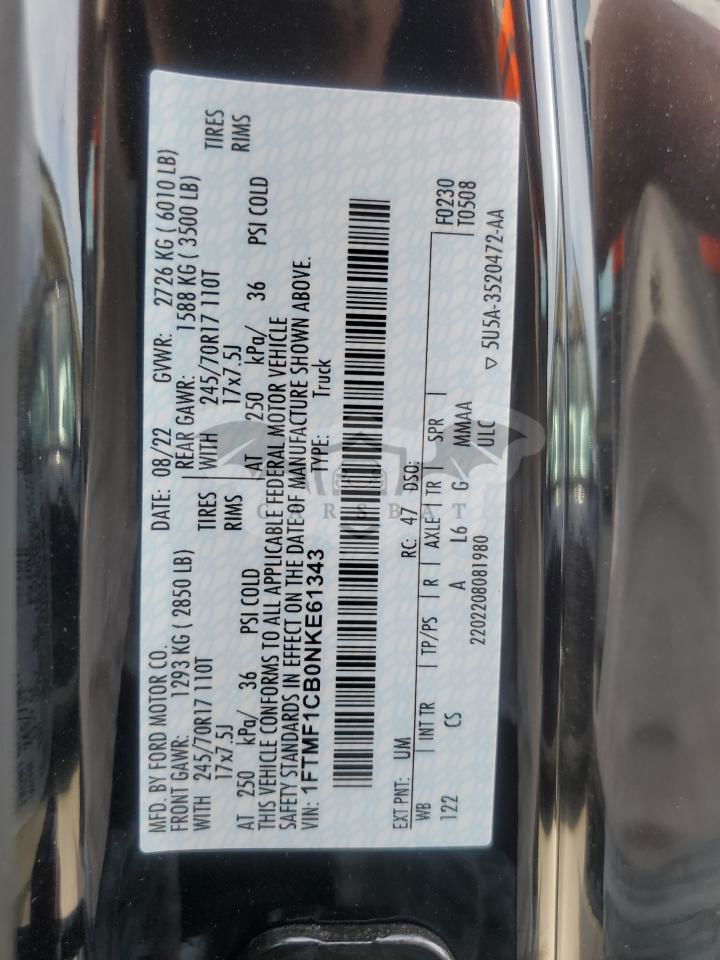 MFD. BY FORD MOTOR CO. DATE: 08/22 GVWR: 2726 KG ( 6010 LB)
FRONT GAWR: 1293 KG ( 2850 LB) REAR GAWR: 1588 KG ( 3500 LB)
WITH 245/70R17 110T TIRES WITH 245/70R17 110T TIRES
17x7.5J RIMS 17x7.5J RIMS
AT 250 kPa/ 36 PSI COLD AT 250 kPa/ 36 PSI COLD
THIS VEHICLE CONFORMS TO ALL APPLICABLE FEDERAL MOTOR VEHICLE
SAFETY STANDARDS IN EFFECT ON THE DATE OF MANUFACTURE SHOWN ABOVE.
VIN: 1FTMF1CB0NKE61343 TYPE: Truck
EXT PNT: UM RC: 47 DSO:
WB INT TR TP/PS R AXLE TR SPR F0230
122 CS A L6 G MMAA T0508
2202208081980 ULC
▽ 5U5A-3520472-AA
CARSBAT